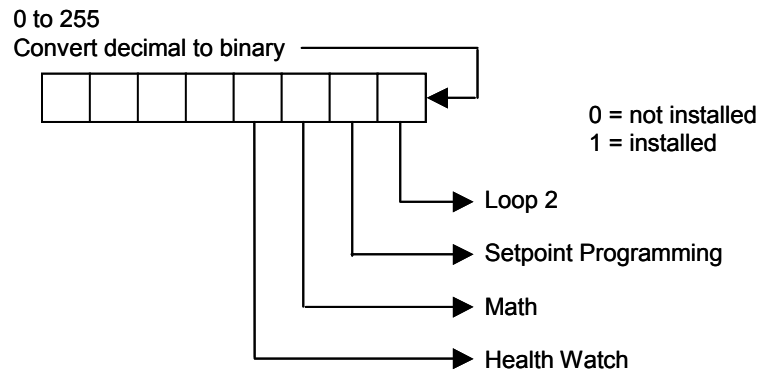 0 to 255
Convert decimal to binary
0 = not installed
1 = installed
Loop 2
Setpoint Programming
Math
Health Watch